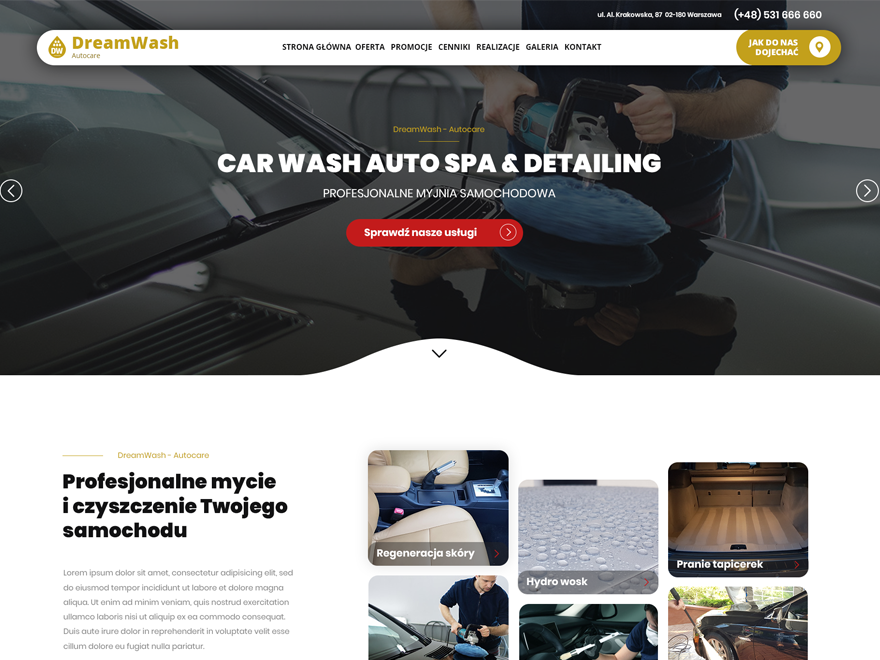 ul. Al. Krakowska, 87 02-180 Warszawa (+48) 531 666 660
DW DreamWash
Autocare
STRONA GŁÓWNA OFERTA PROMOCJE CENNIKI REALIZACJE GALERIA KONTAKT
JAK DO NAS
DOJECHAĆ
DreamWash - Autocare
CAR WASH AUTO SPA & DETAILING
PROFESJONALNE MYJNIA SAMOCHODOWA
Sprawdź nasze usługi
DreamWash - Autocare
Profesjonalne mycie
i czyszczenie Twojego
samochodu
Lorem ipsum dolor sit amet, consectetur adipisicing elit, sed
do eiusmod tempor incididunt ut labore et dolore magna
aliqua. Ut enim ad minim veniam, quis nostrud exercitation
ullamco laboris nisi ut aliquip ex ea commodo consequat.
Duis aute irure dolor in reprehenderit in voluptate velit esse
cillum dolore eu fugiat nulla pariatur.
Regeneracja skóry
Hydro wosk
Pranie tapicerek